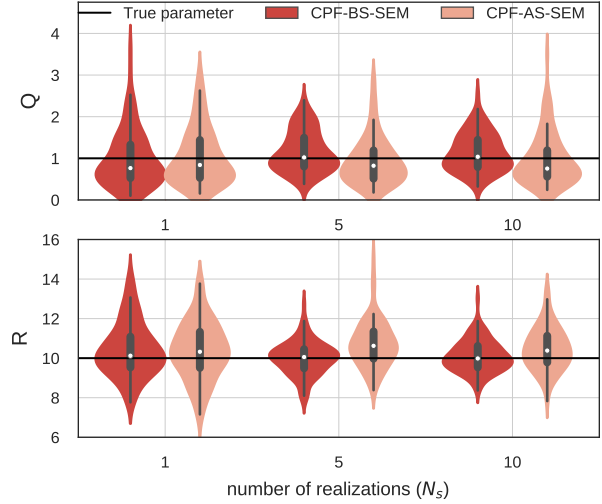 True parameter CPF-BS-SEM CPF-AS-SEM
4
3
2
1
0
Q
1 5 10
16
14
12
10
8
6
R
1 5 10
number of realizations (Nₛ)